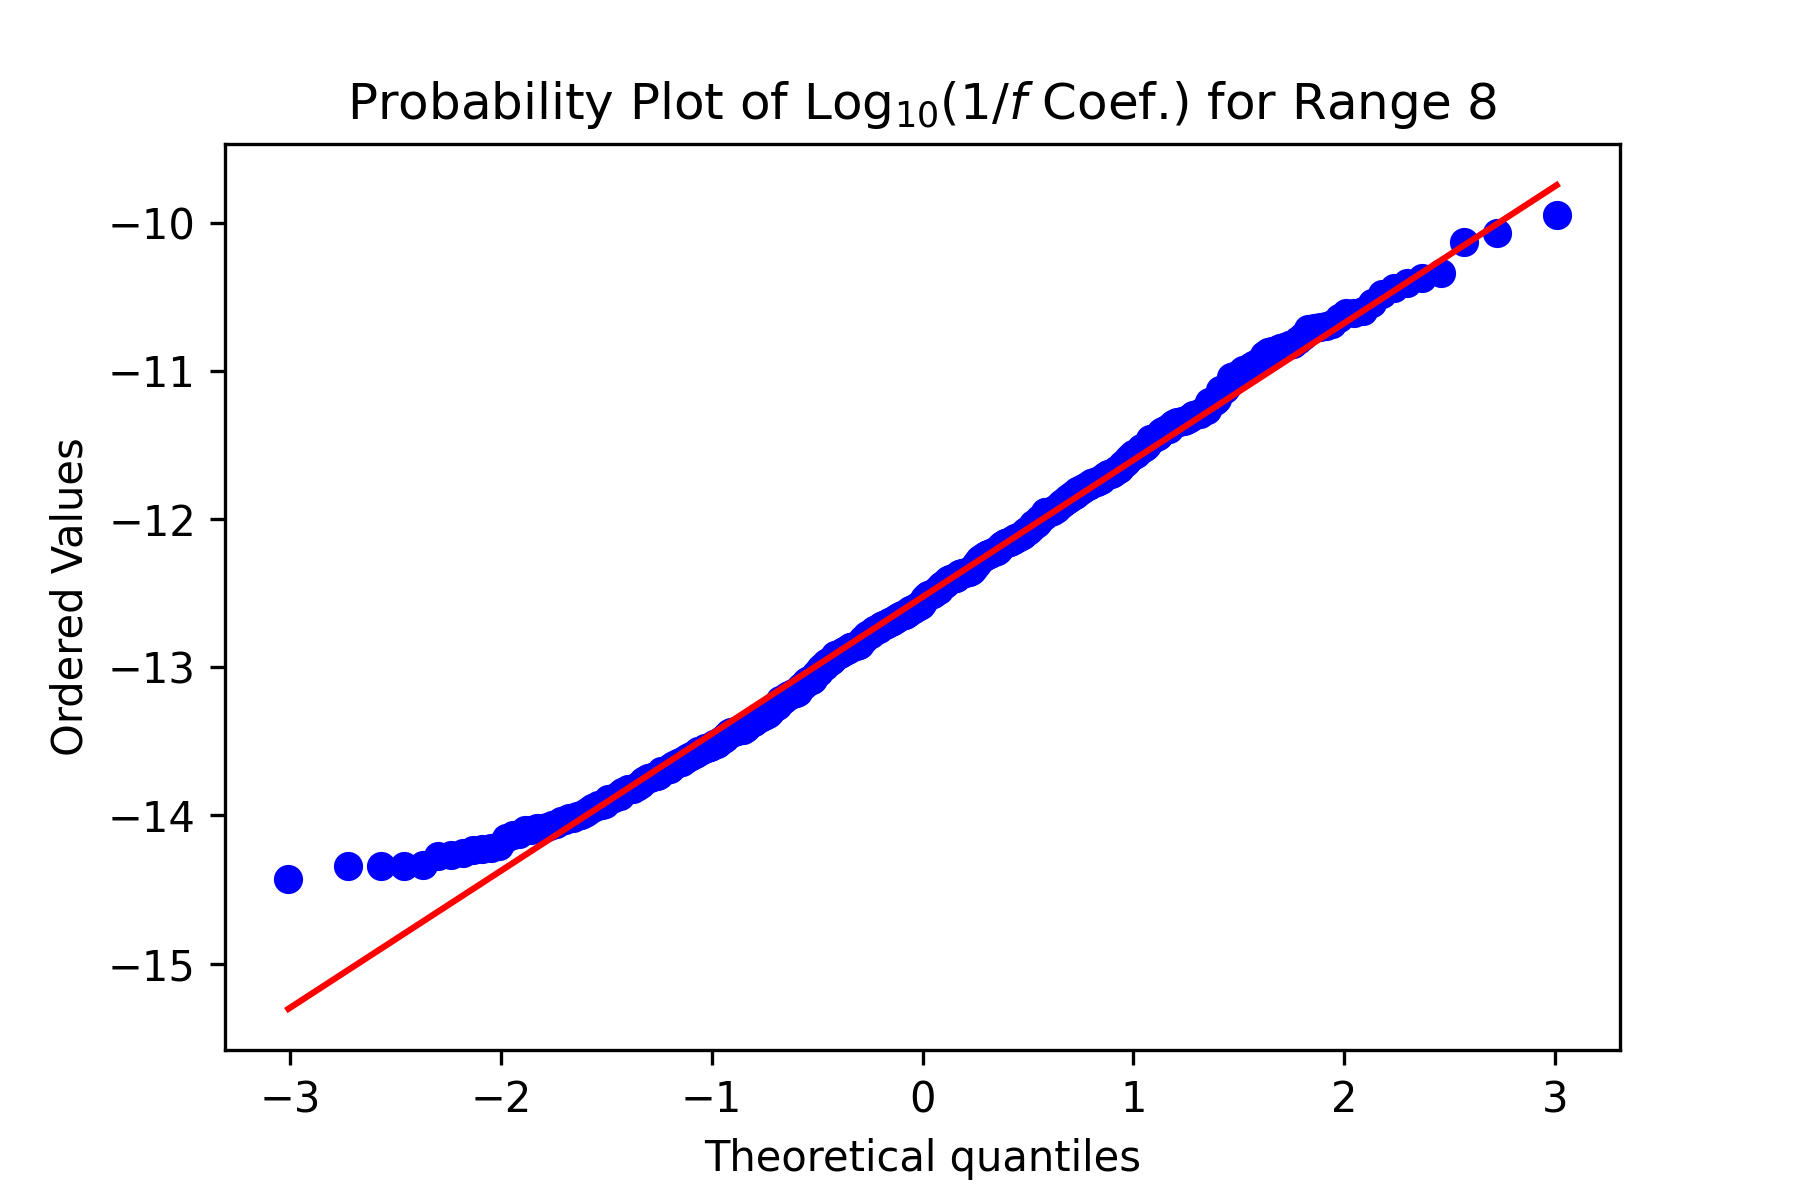 Probability Plot of Log₁₀(1/f Coef.) for Range 8
−10
−11
−12
−13
−14
−15
Ordered Values
−3 −2 −1 0 1 2 3
Theoretical quantiles